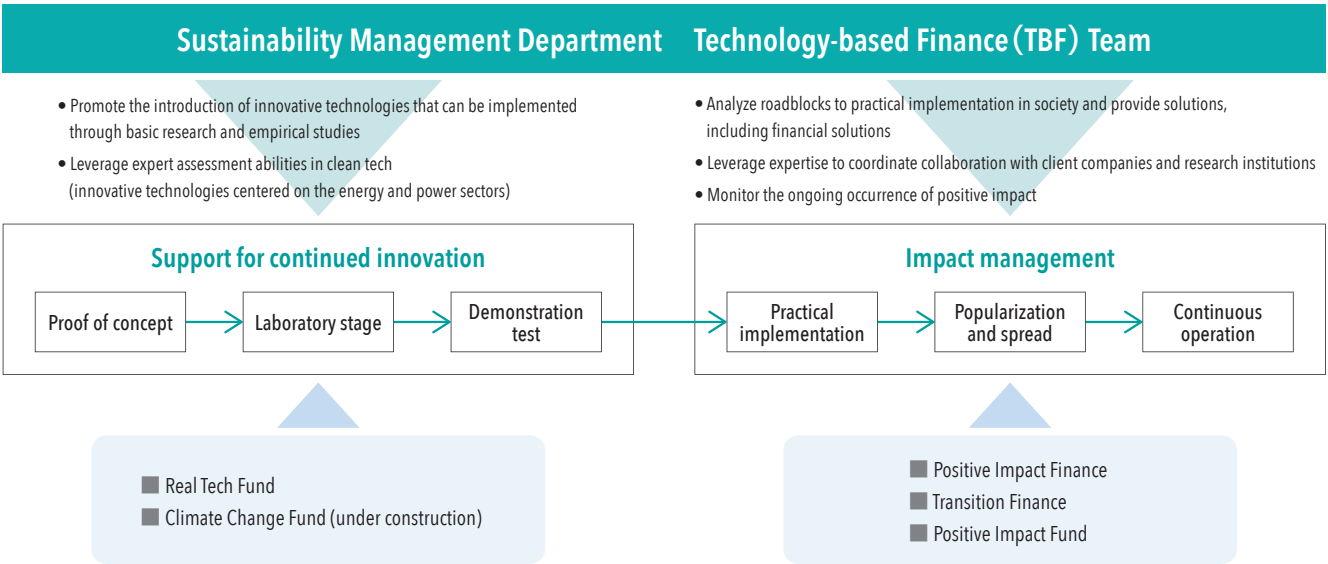 Sustainability Management Department Technology-based Finance (TBF) Team
• Promote the introduction of innovative technologies that can be implemented
through basic research and empirical studies
• Leverage expert assessment abilities in clean tech
(innovative technologies centered on the energy and power sectors)
• Analyze roadblocks to practical implementation in society and provide solutions,
including financial solutions
• Leverage expertise to coordinate collaboration with client companies and research institutions
• Monitor the ongoing occurrence of positive impact
Support for continued innovation
Proof of concept
Laboratory stage
Demonstration
test
Impact management
Practical
implementation
Popularization
and spread
Continuous
operation
■ Real Tech Fund
■ Climate Change Fund (under construction)
■ Positive Impact Finance
■ Transition Finance
■ Positive Impact Fund